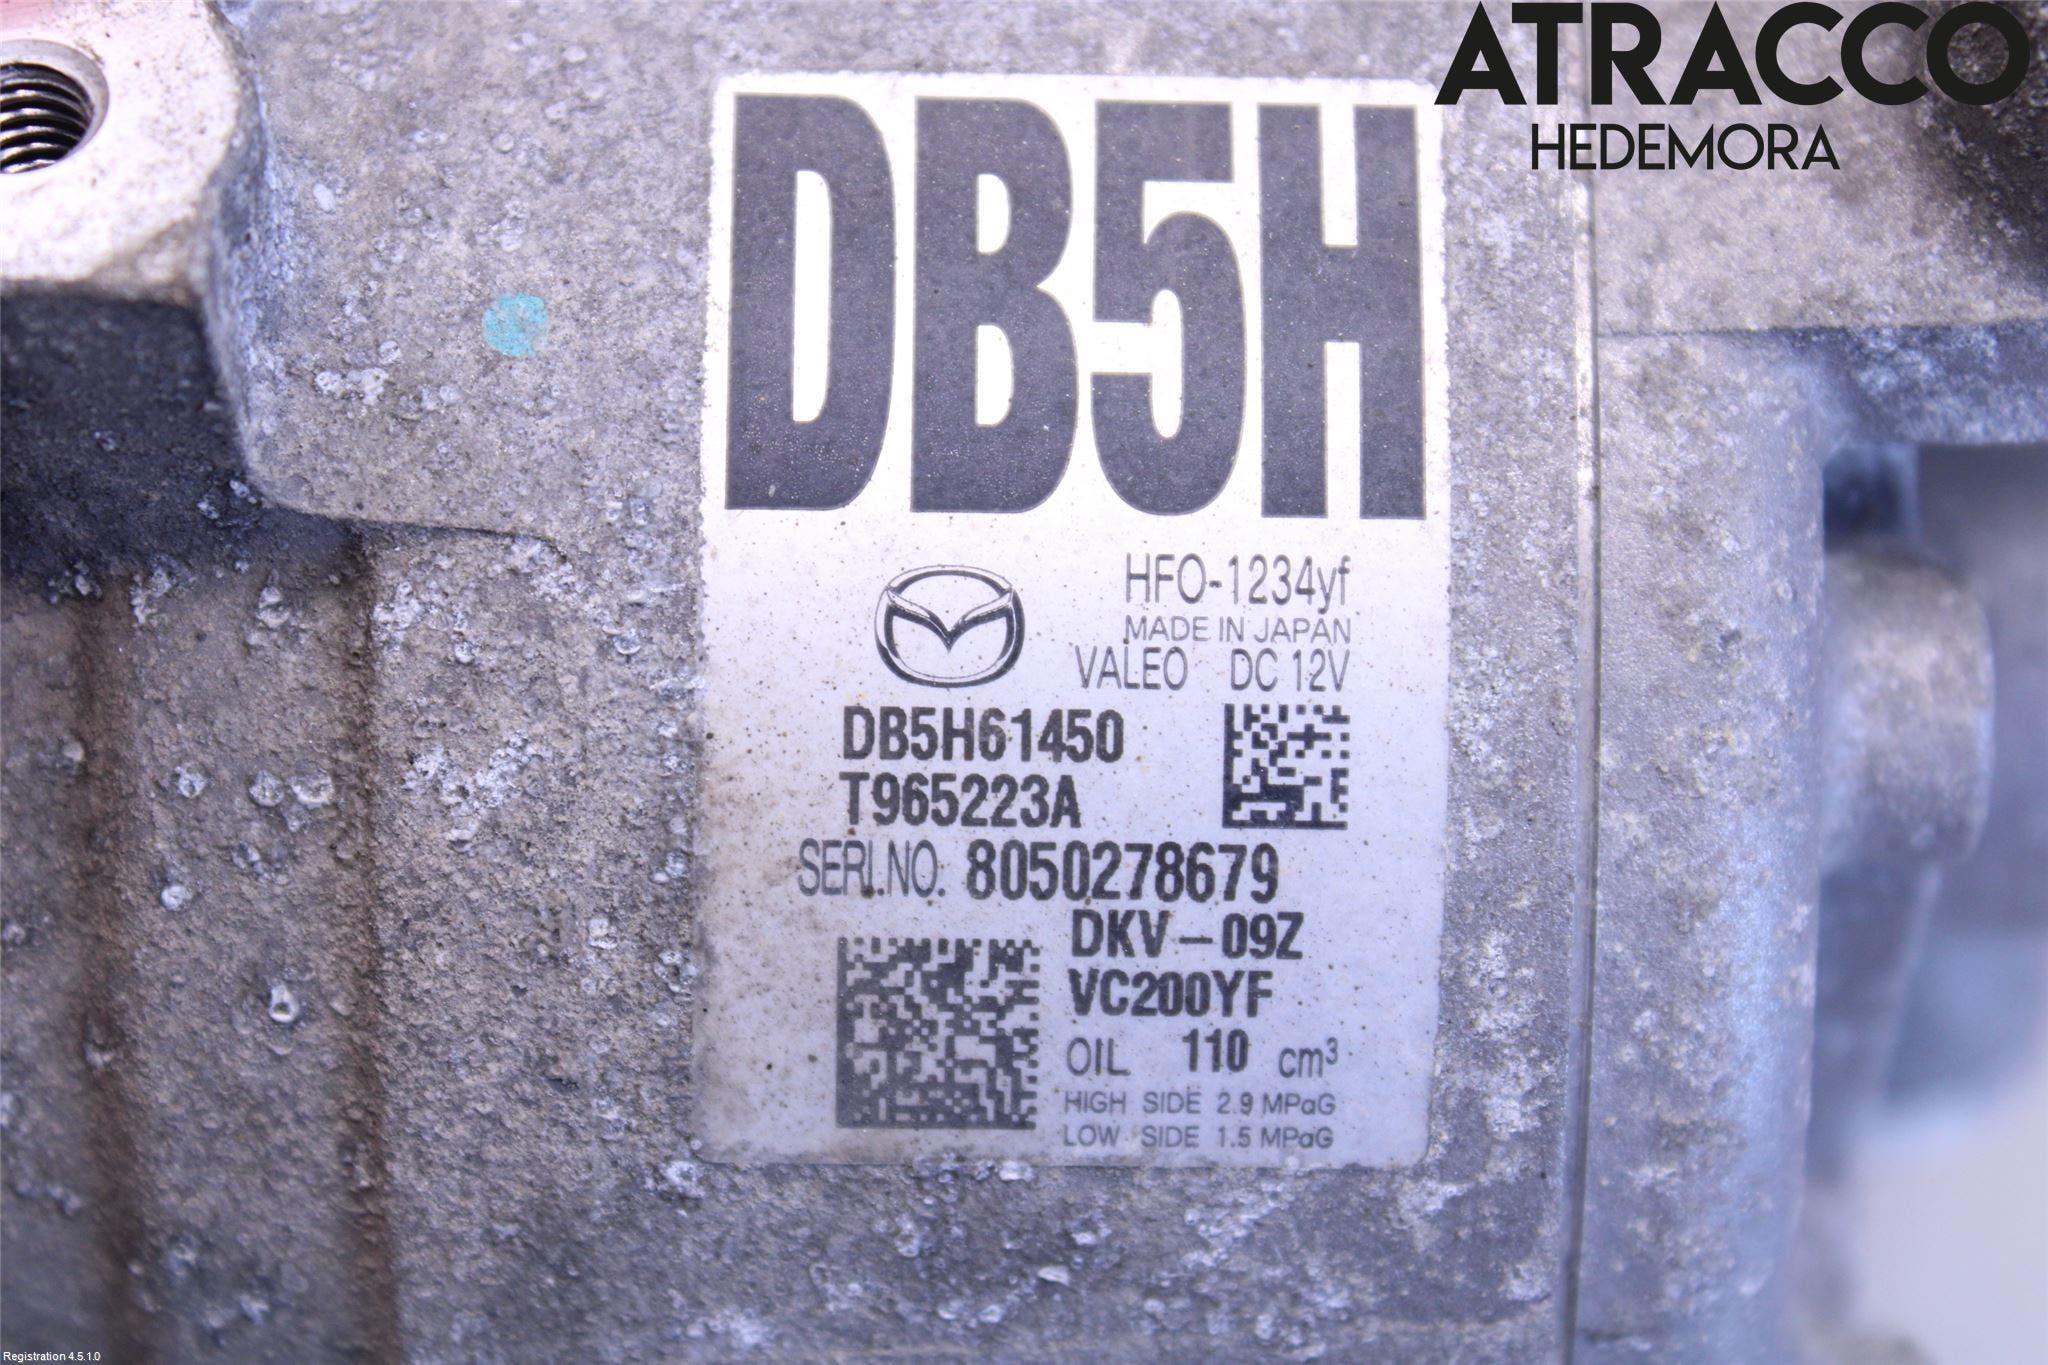 ATRACCO
HEDEMORA
DB5H
HFO-1234yf
MADE IN JAPAN
VALEO DC 12V
DB5H61450
T965223A
SERI.NO. 8050278679
DKV-09Z
VC200YF
OIL 110 cm³
HIGH SIDE 2.9 MPaG
LOW SIDE 1.5 MPaG
Registration 4.5.1.0